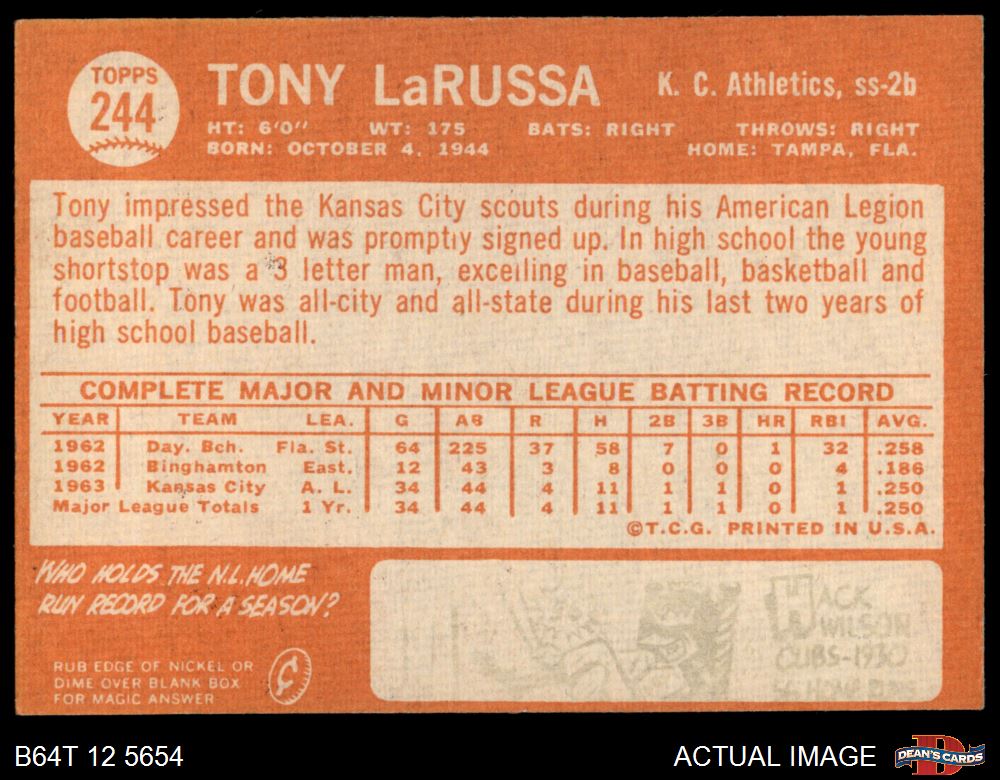 TOPPS
244
TONY LaRUSSA
K. C. Athletics, ss-2b
HT: 6'0" WT: 175 BATS: RIGHT THROWS: RIGHT
BORN: OCTOBER 4, 1944 HOME: TAMPA, FLA.
Tony impressed the Kansas City scouts during his American Legion
baseball career and was promptly signed up. In high school the young
shortstop was a 3 letter man, exceiling in baseball, basketball and
football. Tony was all-city and all-state during his last two years of
high school baseball.
COMPLETE MAJOR AND MINOR LEAGUE BATTING RECORD
YEAR TEAM LEA. G AB R H 2B 3B HR RBI AVG.
1962 Day. Bch. Fla. St. 64 225 37 58 7 0 1 32 .258
1962 Binghamton East. 12 43 3 8 0 0 0 4 .186
1963 Kansas City A. L. 34 44 4 11 1 1 0 1 .250
Major League Totals 1 Yr. 34 44 4 11 1 1 0 1 .250
©T.C.G. PRINTED IN U.S.A.
WHO HOLDS THE N.L. HOME
RUN RECORD FOR A SEASON?
RUB EDGE OF NICKEL OR
DIME OVER BLANK BOX
FOR MAGIC ANSWER
HACK
WILSON
CUBS-1930
B64T 12 5654
ACTUAL IMAGE
DEAN'S CARDS